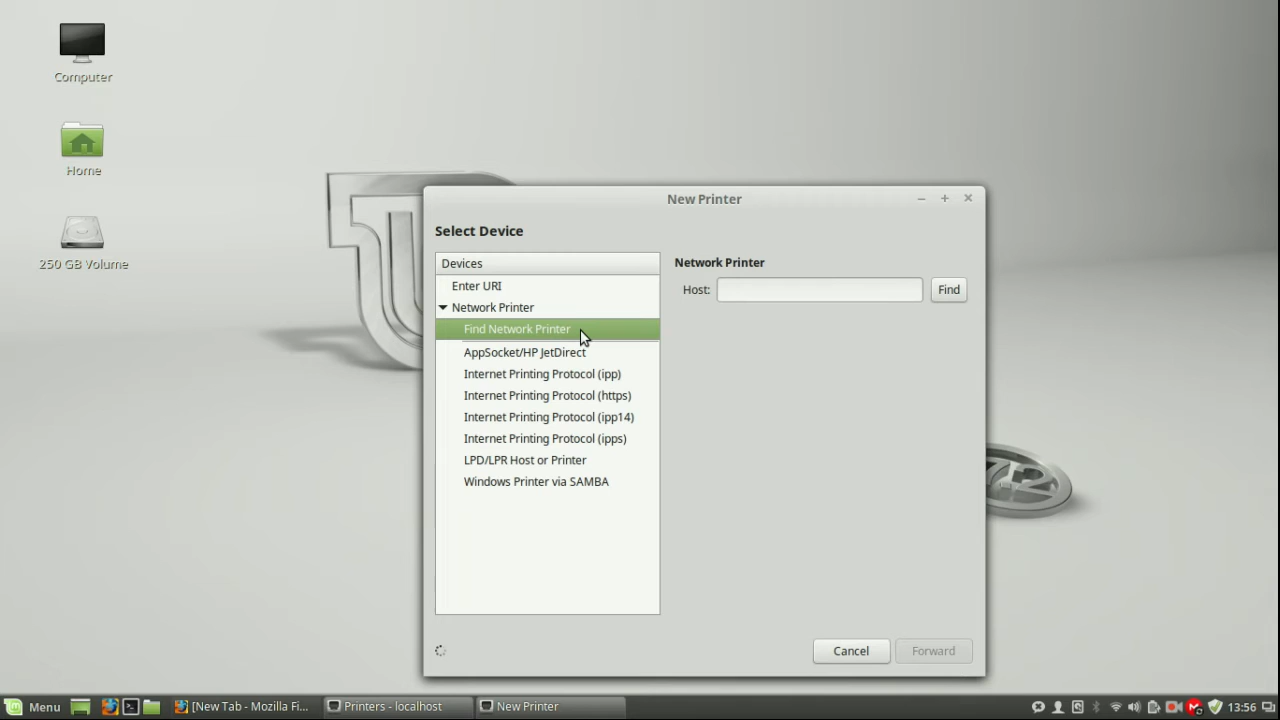 Computer
Home
250 GB Volume
New Printer
Select Device
Devices
Enter URI
Network Printer
Find Network Printer
AppSocket/HP JetDirect
Internet Printing Protocol (ipp)
Internet Printing Protocol (https)
Internet Printing Protocol (ipp14)
Internet Printing Protocol (ipps)
LPD/LPR Host or Printer
Windows Printer via SAMBA
Network Printer
Host:
Find
Cancel
Forward
Menu
[New Tab - Mozilla Fi...
Printers - localhost
New Printer
13:56